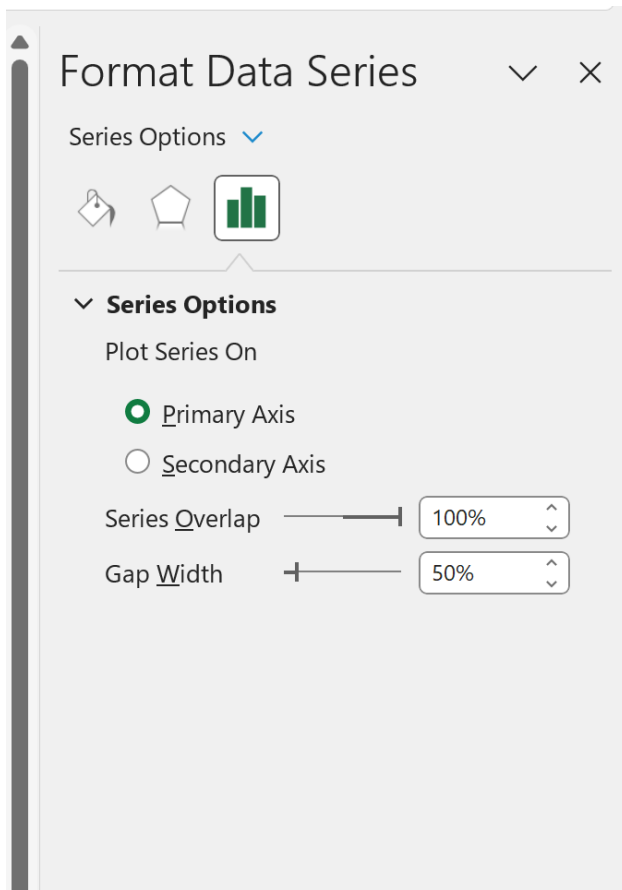 Format Data Series
Series Options
Series Options
Plot Series On
Primary Axis
Secondary Axis
Series Overlap 100%
Gap Width 50%